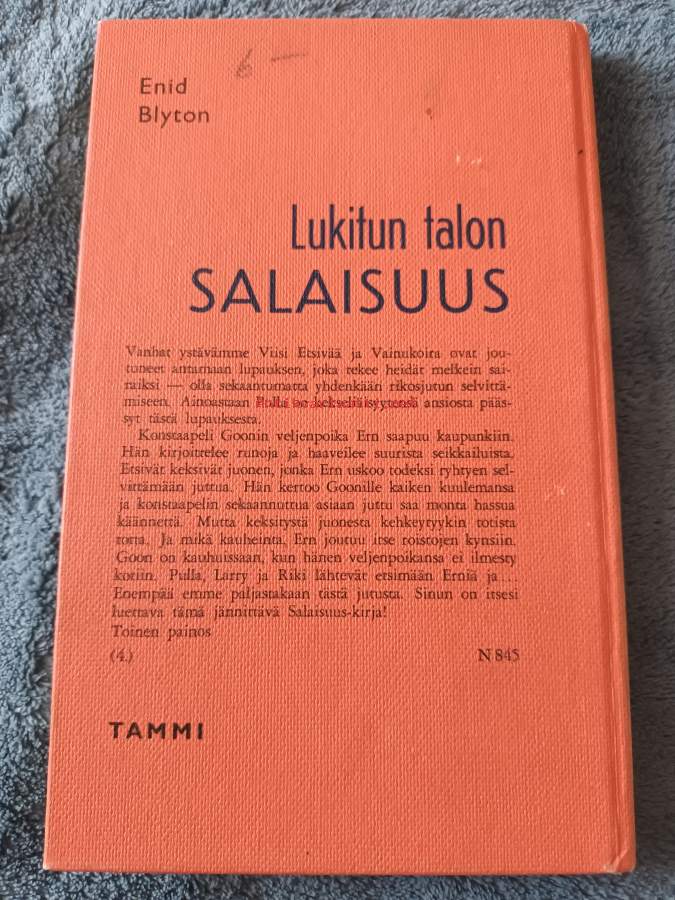 6 —
Enid
Blyton
Lukitun talon
SALAISUUS
Vanhat ystävämme Viisi Etsivää ja Vainukoira ovat jou-
tuneet antamaan lupauksen, joka tekee heidät melkein sai-
raiksi — olla sekaantumatta yhdenkään rikosjutun selvittä-
miseen. Ainoastaan Pulla on kekseliäisyytensä ansiosta pääs-
syt tästä lupauksesta.
Konstaapeli Goonin veljenpoika Ern saapuu kaupunkiin.
Hän kirjoittelee runoja ja haaveilee suurista seikkailuista.
Etsivät keksivät juonen, jonka Ern uskoo todeksi ryhtyen sel-
vittämään juttua. Hän kertoo Goonille kaiken kuulemansa
ja konstaapelin sekaannuttua asiaan juttu saa monta hassua
käännettä. Mutta keksitystä juonesta kehkeytyykin totista
totta. Ja mikä kauheinta, Ern joutuu itse roistojen kynsiin.
Goon on kauhuissaan, kun hänen veljenpoikansa ei ilmesty
kotiin. Pulla, Larry ja Riki lähtevät etsimään Erniä ja...
Enempää emme paljastakaan tästä jutusta. Sinun on itsesi
luettava tämä jännittävä Salaisuus-kirja!
Toinen painos
(4.) N 845
TAMMI